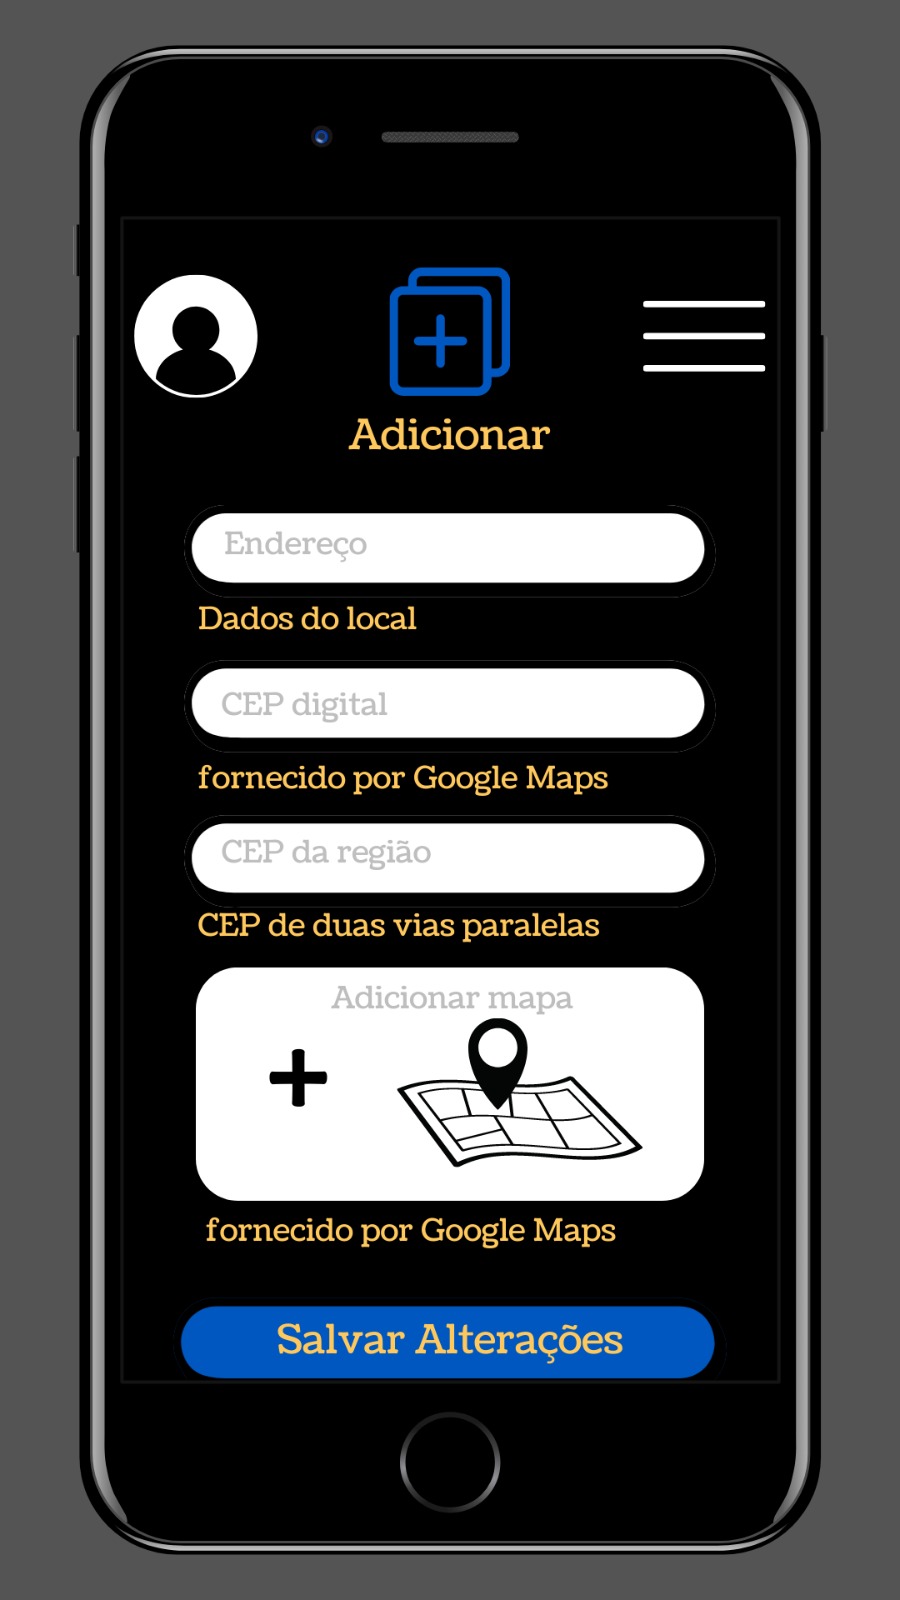 Adicionar
Endereço
Dados do local
CEP digital
fornecido por Google Maps
CEP da região
CEP de duas vias paralelas
Adicionar mapa
fornecido por Google Maps
Salvar Alterações